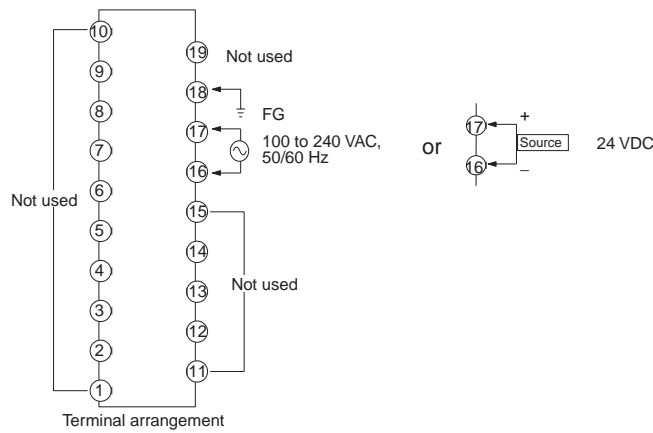 10
9
8
7
6
5
4
3
2
1
Not used
19
18
17
16
15
14
13
12
11
Not used
FG
100 to 240 VAC,
50/60 Hz
Not used
or
17
16
+
Source
–
24 VDC
Terminal arrangement